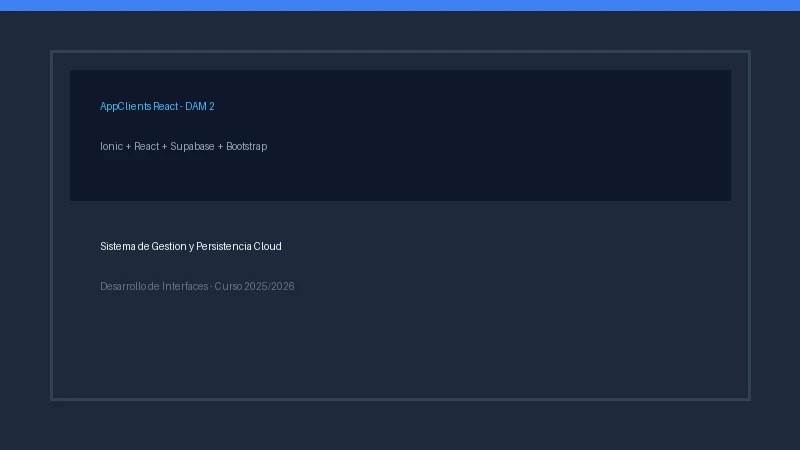 AppClients React - DAM 2
Ionic + React + Supabase + Bootstrap
Sistema de Gestion y Persistencia Cloud
Desarrollo de Interfaces - Curso 2025/2026